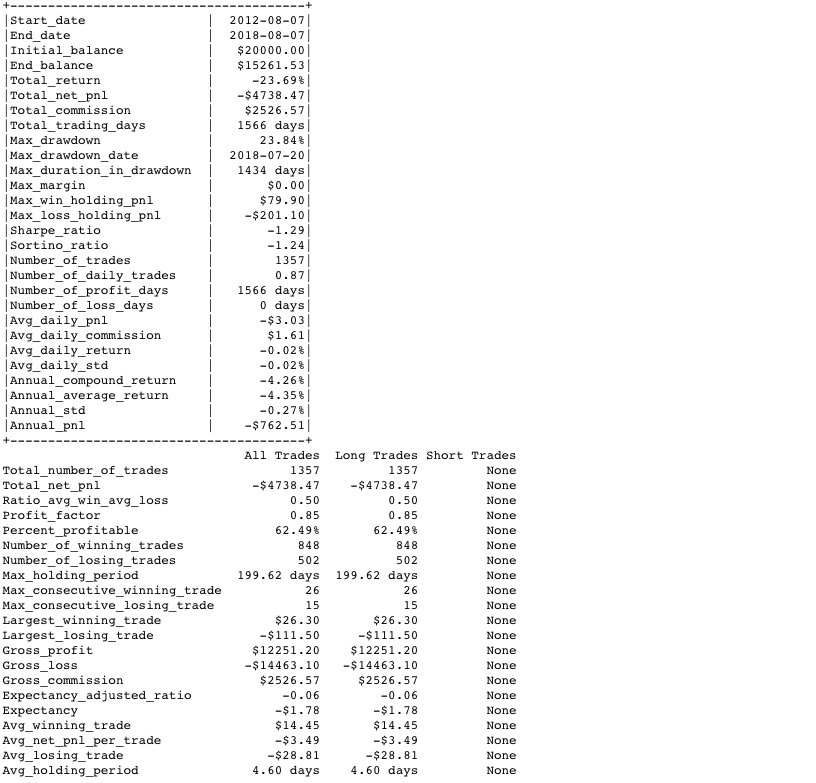 +---------------------------------------+
|Start_date | 2012-08-07|
|End_date | 2018-08-07|
|Initial_balance | $20000.00|
|End_balance | $15261.53|
|Total_return | -23.69%|
|Total_net_pnl | -$4738.47|
|Total_commission | $2526.57|
|Total_trading_days | 1566 days|
|Max_drawdown | 23.84%|
|Max_drawdown_date | 2018-07-20|
|Max_duration_in_drawdown | 1434 days|
|Max_margin | $0.00|
|Max_win_holding_pnl | $79.90|
|Max_loss_holding_pnl | -$201.10|
|Sharpe_ratio | -1.29|
|Sortino_ratio | -1.24|
|Number_of_trades | 1357|
|Number_of_daily_trades | 0.87|
|Number_of_profit_days | 1566 days|
|Number_of_loss_days | 0 days|
|Avg_daily_pnl | -$3.03|
|Avg_daily_commission | $1.61|
|Avg_daily_return | -0.02%|
|Avg_daily_std | -0.02%|
|Annual_compound_return | -4.26%|
|Annual_average_return | -4.35%|
|Annual_std | -0.27%|
|Annual_pnl | -$762.51|
+---------------------------------------+
All Trades Long Trades Short Trades
Total_number_of_trades 1357 1357 None
Total_net_pnl -$4738.47 -$4738.47 None
Ratio_avg_win_avg_loss 0.50 0.50 None
Profit_factor 0.85 0.85 None
Percent_profitable 62.49% 62.49% None
Number_of_winning_trades 848 848 None
Number_of_losing_trades 502 502 None
Max_holding_period 199.62 days 199.62 days None
Max_consecutive_winning_trade 26 26 None
Max_consecutive_losing_trade 15 15 None
Largest_winning_trade $26.30 $26.30 None
Largest_losing_trade -$111.50 -$111.50 None
Gross_profit $12251.20 $12251.20 None
Gross_loss -$14463.10 -$14463.10 None
Gross_commission $2526.57 $2526.57 None
Expectancy_adjusted_ratio -0.06 -0.06 None
Expectancy -$1.78 -$1.78 None
Avg_winning_trade $14.45 $14.45 None
Avg_net_pnl_per_trade -$3.49 -$3.49 None
Avg_losing_trade -$28.81 -$28.81 None
Avg_holding_period 4.60 days 4.60 days None